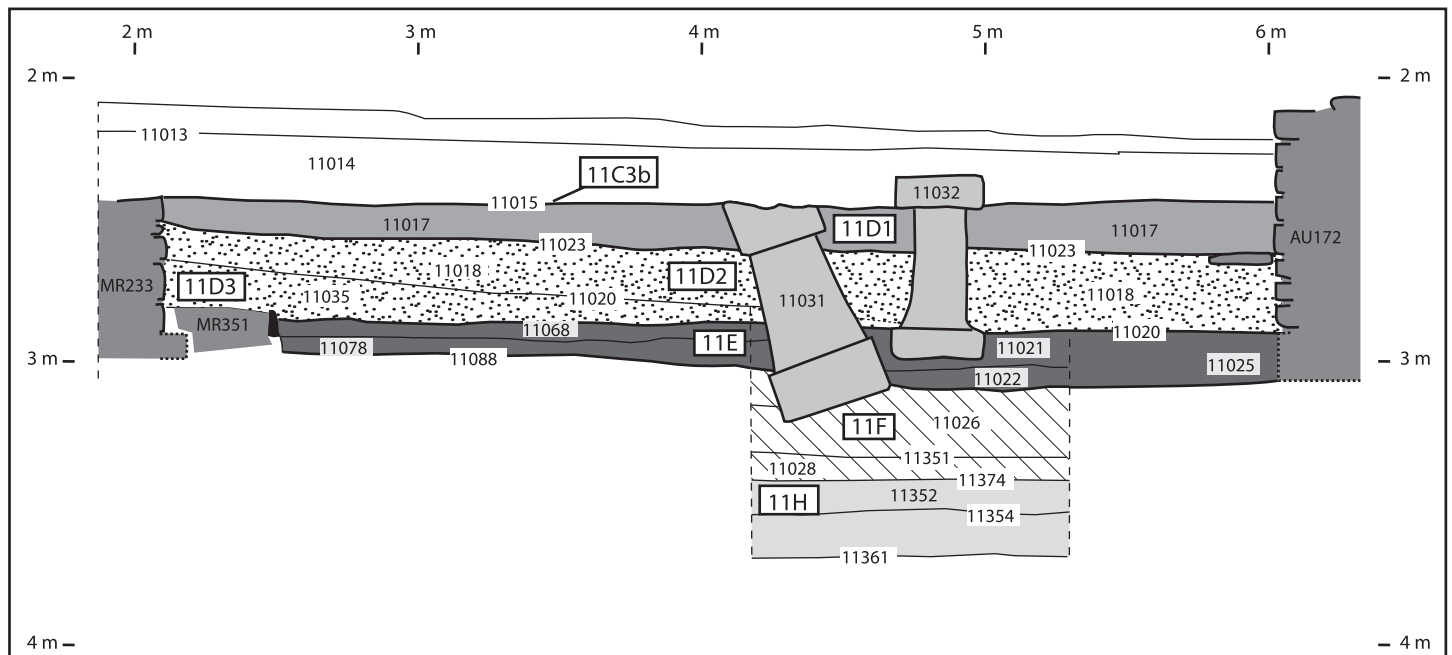 2 m 3 m 4 m 5 m 6 m
2 m 2 m
11013
11014
11C3b
11032
11015
11017 11D1 11017
11023 11023 AU172
11018 11D2
MR233 11D3 11035 11020 11031 11018
MR351 11068 11020
11078 11E 11021
3 m 11088 11025 3 m
11022
11F 11026
11028 11351
11374
11H 11352
11354
11361
4 m 4 m